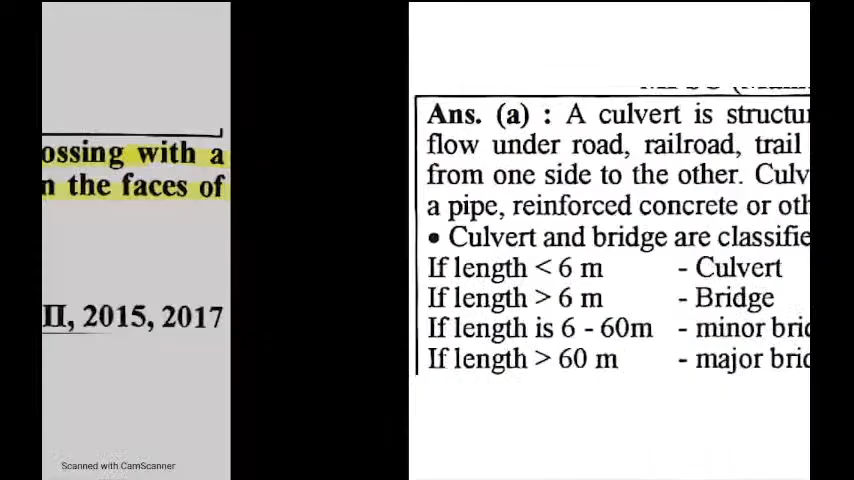 ossing with a
n the faces of
II, 2015, 2017
Scanned with CamScanner
Ans. (a) : A culvert is structu
flow under road, railroad, trail
from one side to the other. Culv
a pipe, reinforced concrete or oth
• Culvert and bridge are classifie
If length < 6 m - Culvert
If length > 6 m - Bridge
If length is 6 - 60m - minor brid
If length > 60 m - major brid